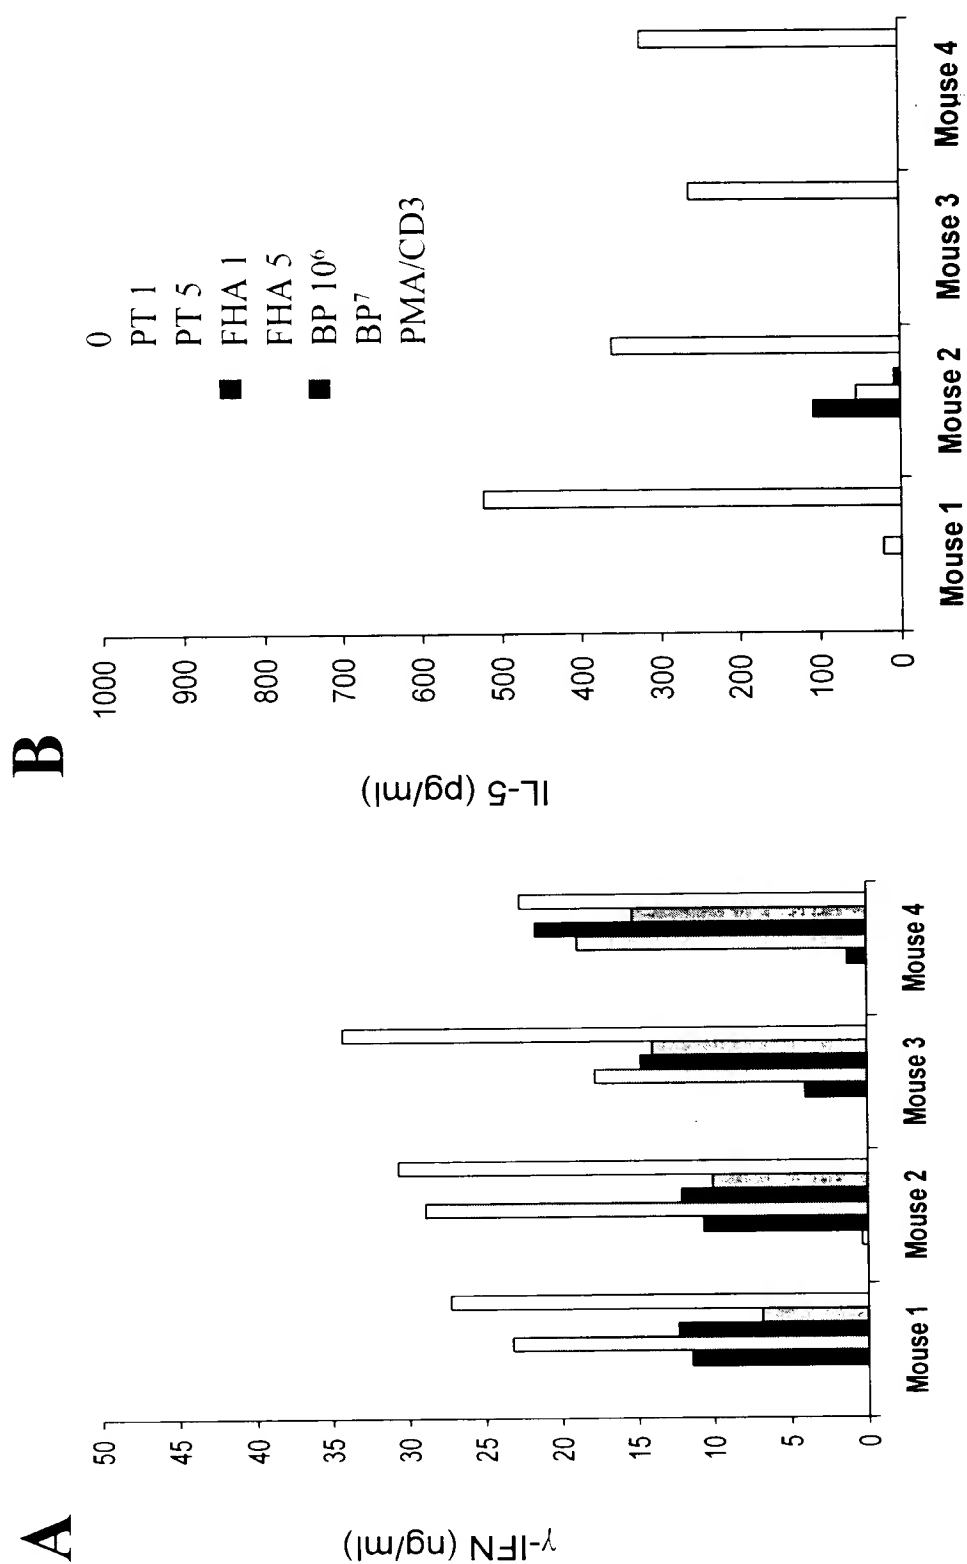 A
γ-IFN (ng/ml)
50
45
40
35
30
25
20
15
10
5
0
Mouse 1
Mouse 2
Mouse 3
Mouse 4
B
IL-5 (pg/ml)
1000
900
800
700
600
500
400
300
200
100
0
Mouse 1
Mouse 2
Mouse 3
Mouse 4
0
PT 1
PT 5
FHA 1
FHA 5
BP 10⁶
BP⁷
PMA/CD3